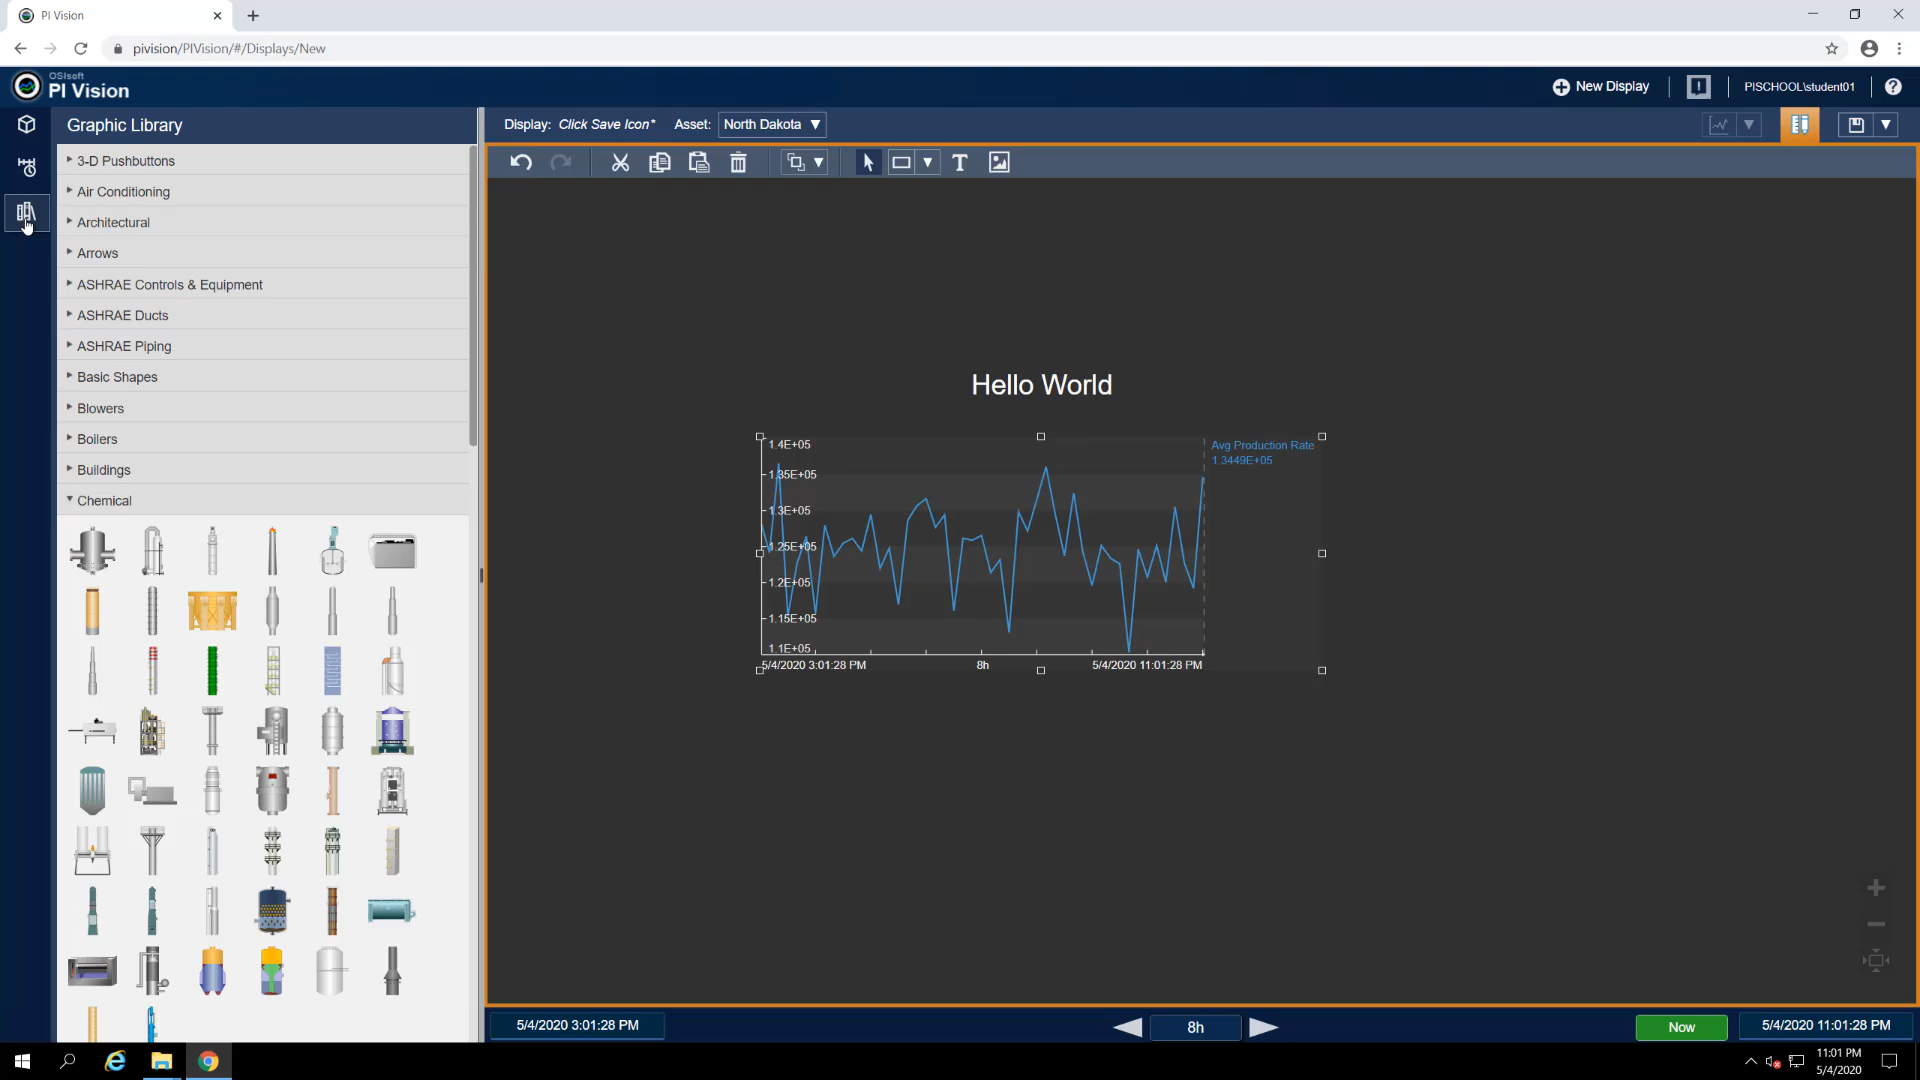 PI Vision
pivision/PIVision/#/Displays/New
OSIsoft
PI Vision
New Display
PISCHOOL\student01
Graphic Library
Display: Click Save Icon* Asset: North Dakota
3-D Pushbuttons
Air Conditioning
Architectural
Arrows
ASHRAE Controls & Equipment
ASHRAE Ducts
ASHRAE Piping
Basic Shapes
Blowers
Boilers
Buildings
Chemical
Hello World
1.4E+05
1.35E+05
1.3E+05
1.25E+05
1.2E+05
1.15E+05
1.1E+05
Avg Production Rate
1.3449E+05
5/4/2020 3:01:28 PM 8h 5/4/2020 11:01:28 PM
5/4/2020 3:01:28 PM 8h Now 5/4/2020 11:01:28 PM
11:01 PM
5/4/2020